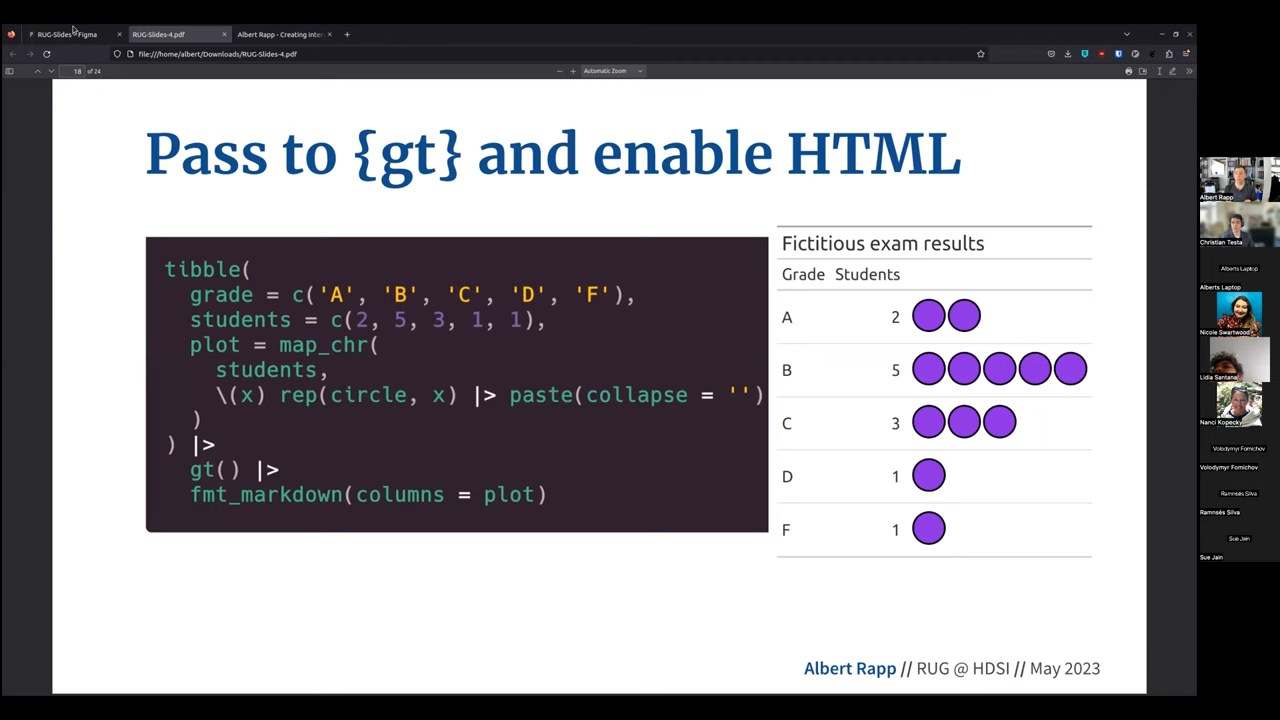 RUG-Slides - Figma
RUG-Slides-4.pdf
Albert Rapp - Creating inter
file:///home/albert/Downloads/RUG-Slides-4.pdf
18 of 24
Automatic Zoom
Pass to {gt} and enable HTML
tibble(
grade = c('A', 'B', 'C', 'D', 'F'),
students = c(2, 5, 3, 1, 1),
plot = map_chr(
students,
\(x) rep(circle, x) |> paste(collapse = '')
)
) |>
gt() |>
fmt_markdown(columns = plot)
Fictitious exam results
Grade Students
A 2
B 5
C 3
D 1
F 1
Albert Rapp // RUG @ HDSI // May 2023
Albert Rapp
Christian Testa
Alberts Laptop
Alberts Laptop
Nicole Swartwood
Lidia Santana
Nanci Kopecky
Volodymyr Fomichov
Volodymyr Fomichov
Ramnsés Silva
Ramnsés Silva
Sue Jain
Sue Jain